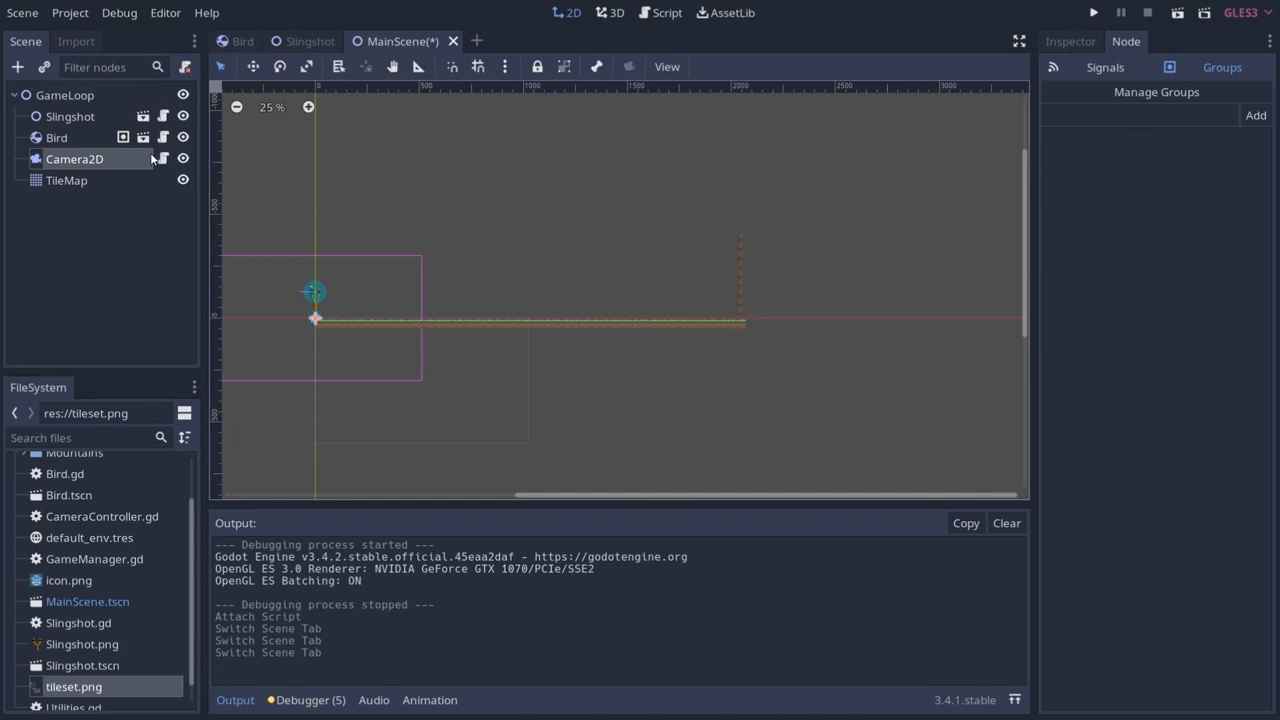 Scene Project Debug Editor Help 2D 3D Script AssetLib GLES3
Scene Import Bird Slingshot MainScene(*) Inspector Node
Filter nodes View Signals Groups
GameLoop
Manage Groups
0 500 1000 1500 2000 3000
25 %
Add
Slingshot
Bird
Camera2D
TileMap
FileSystem
res://tileset.png
Search files
Mountains
Bird.gd
Bird.tscn
CameraController.gd
default_env.tres
GameManager.gd
icon.png
MainScene.tscn
Slingshot.gd
Slingshot.png
Slingshot.tscn
tileset.png
Utilities.gd
Output: Copy Clear
--- Debugging process started ---
Godot Engine v3.4.2.stable.official.45eaa2daf - https://godotengine.org
OpenGL ES 3.0 Renderer: NVIDIA GeForce GTX 1070/PCIe/SSE2
OpenGL ES Batching: ON
--- Debugging process stopped ---
Attach Script
Switch Scene Tab
Switch Scene Tab
Switch Scene Tab
Output Debugger (5) Audio Animation 3.4.1.stable